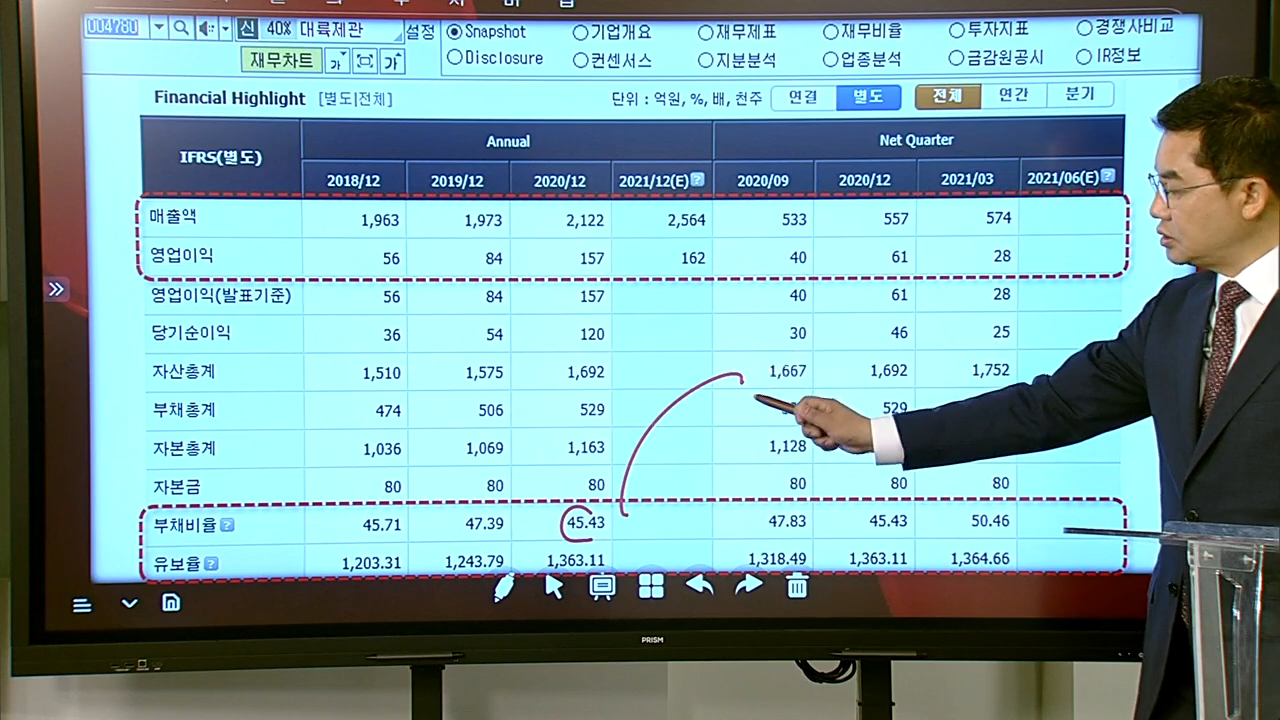 004780 신 40% 대륙제관 설정 Snapshot 기업개요 재무제표 재무비율 투자지표 경쟁사비교
재무차트 가 가 Disclosure 컨센서스 지분분석 업종분석 금감원공시 IR정보
Financial Highlight [별도|전체] 단위 : 억원, %, 배, 천주 연결 별도 전체 연간 분기
IFRS(별도) Annual Net Quarter
2018/12 2019/12 2020/12 2021/12(E) 2020/09 2020/12 2021/03 2021/06(E)
매출액 1,963 1,973 2,122 2,564 533 557 574
영업이익 56 84 157 162 40 61 28
영업이익(발표기준) 56 84 157 40 61 28
당기순이익 36 54 120 30 46 25
자산총계 1,510 1,575 1,692 1,667 1,692 1,752
부채총계 474 506 529 529
자본총계 1,036 1,069 1,163 1,128
자본금 80 80 80 80 80 80
부채비율 45.71 47.39 45.43 47.83 45.43 50.46
유보율 1,203.31 1,243.79 1,363.11 1,318.49 1,363.11 1,364.66
PRISM